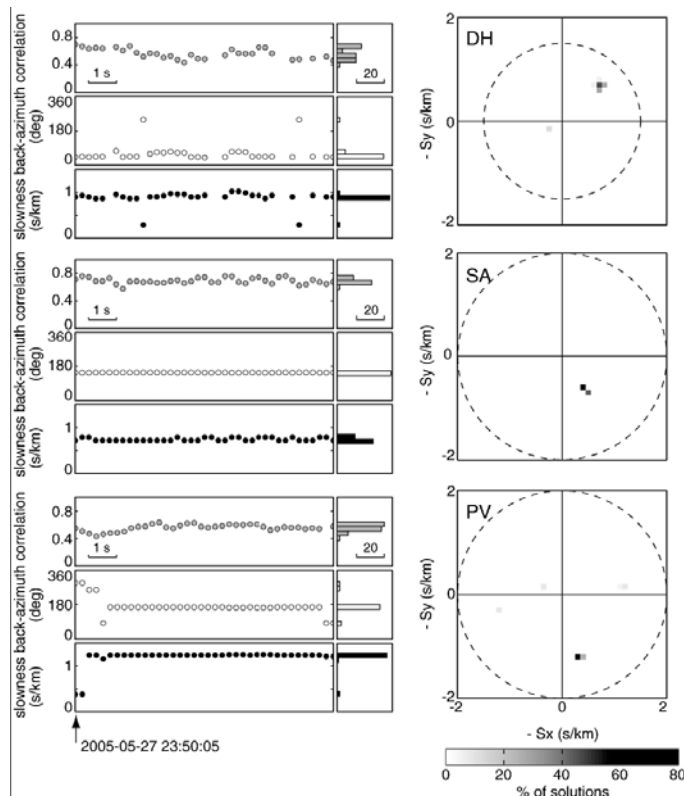 slowness back-azimuth correlation
(s/km) (deg)
0.8
0.4
0
1 s
20
360
180
0
1
0
DH
2
0
-2
- Sy (s/km)
slowness back-azimuth correlation
(s/km) (deg)
0.8
0.4
0
1 s
20
360
180
0
1
0
SA
2
0
-2
- Sy (s/km)
slowness back-azimuth correlation
(s/km) (deg)
0.8
0.4
0
1 s
20
360
180
0
1
0
PV
2
0
-2
- Sy (s/km)
-2 0 2
- Sx (s/km)
2005-05-27 23:50:05
0 20 40 60 80
% of solutions